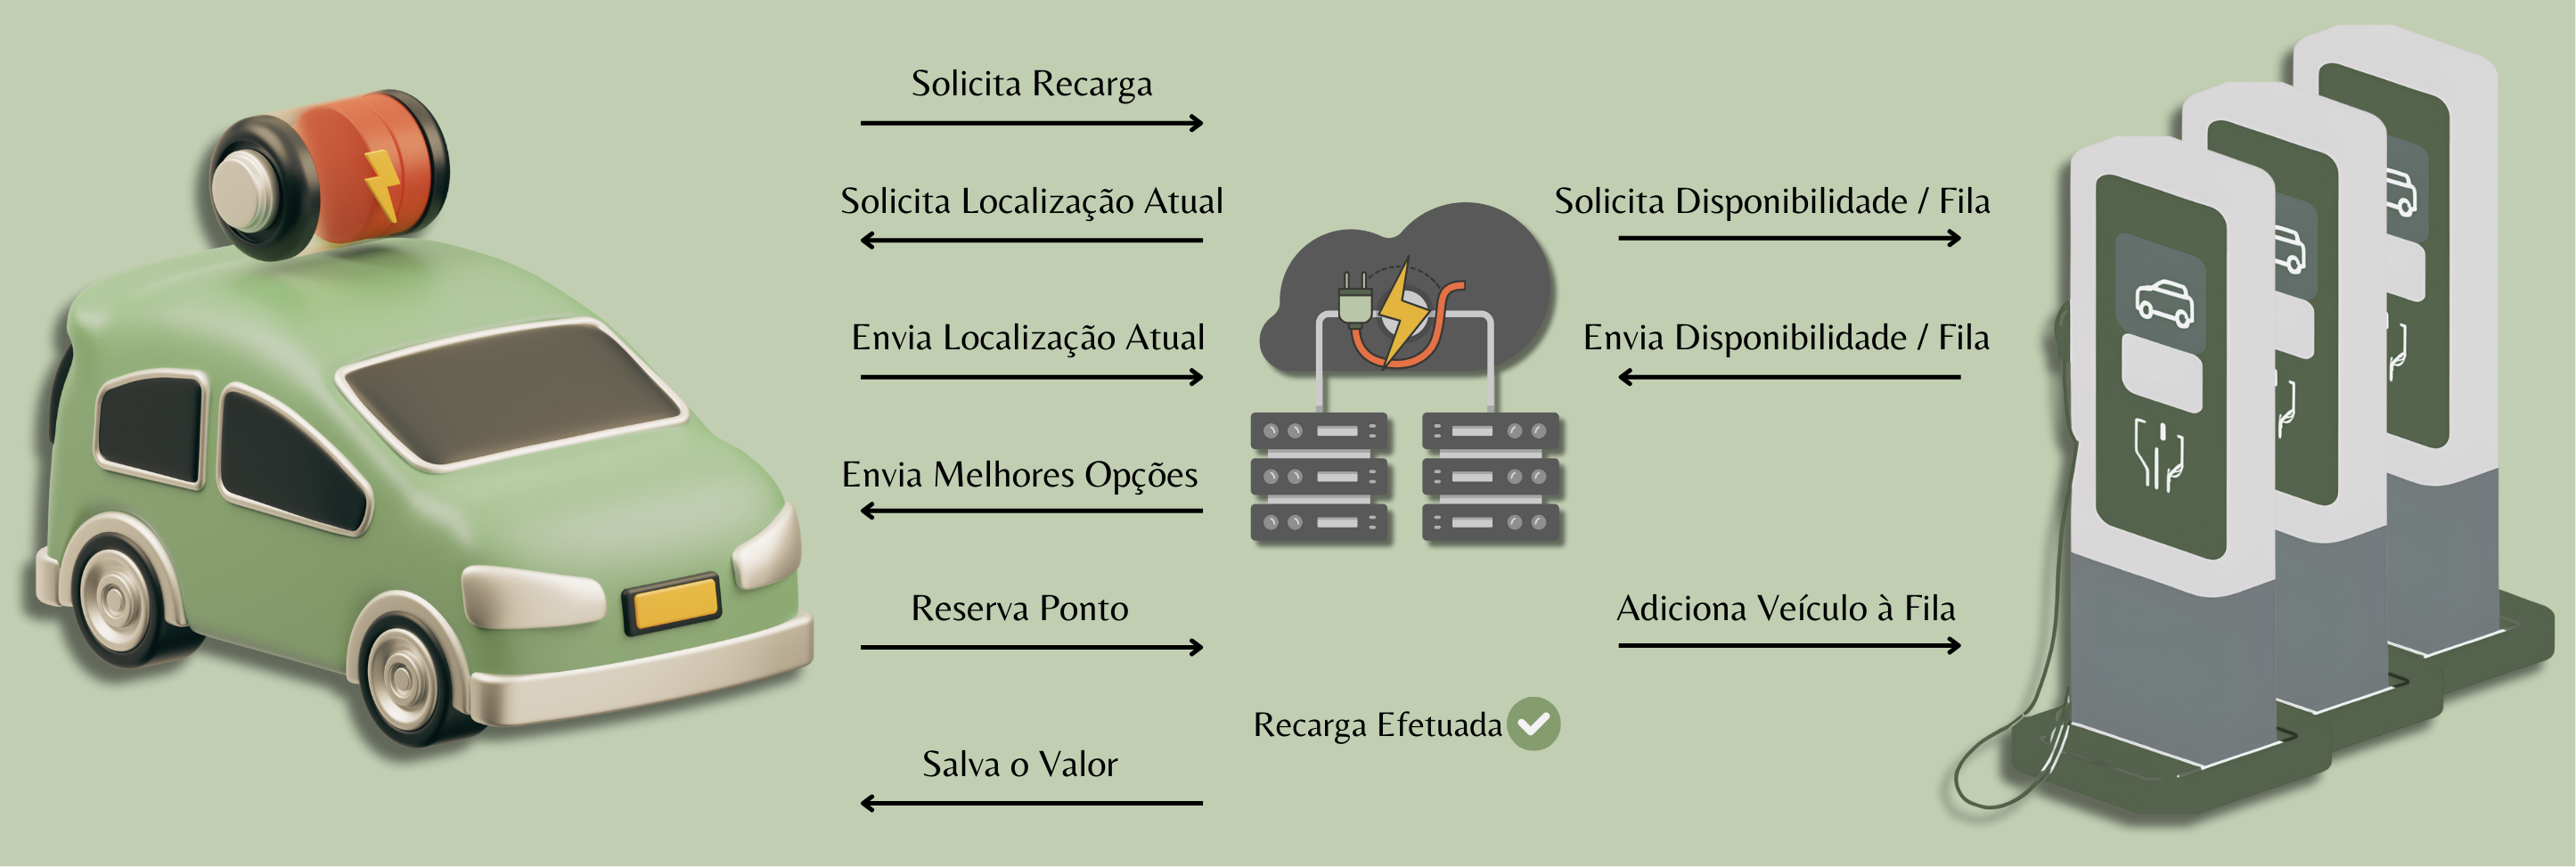 Solicita Recarga
Solicita Localização Atual
Solicita Disponibilidade / Fila
Envia Localização Atual
Envia Disponibilidade / Fila
Envia Melhores Opções
Reserva Ponto
Adiciona Veículo à Fila
Recarga Efetuada
Salva o Valor